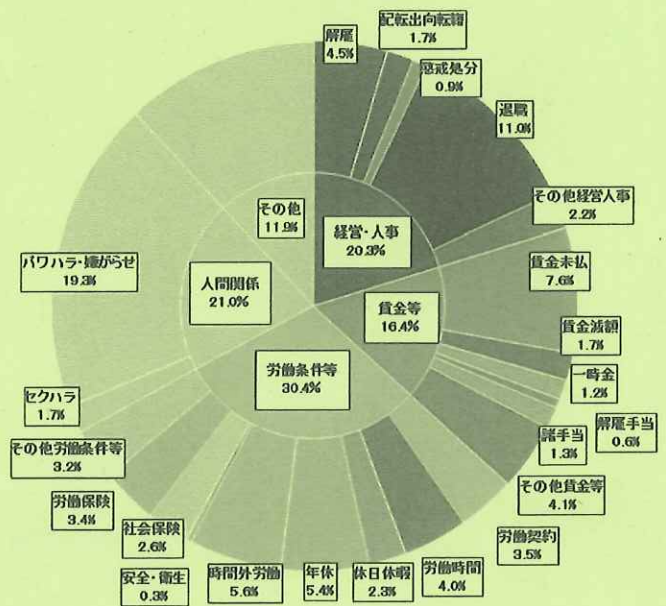 解雇
4.5%
配転出向転籍
1.7%
懲戒処分
0.9%
退職
11.0%
その他経営人事
2.2%
賃金未払
7.6%
賃金減額
1.7%
一時金
1.2%
解雇手当
0.6%
諸手当
1.3%
その他賃金等
4.1%
労働契約
3.5%
労働時間
4.0%
休日休暇
2.3%
年休
5.4%
時間外労働
5.6%
安全・衛生
0.3%
社会保険
2.6%
労働保険
3.4%
その他労働条件等
3.2%
セクハラ
1.7%
パワハラ・嫌がらせ
19.3%
その他
11.9%
経営・人事
20.3%
賃金等
16.4%
労働条件等
30.4%
人間関係
21.0%